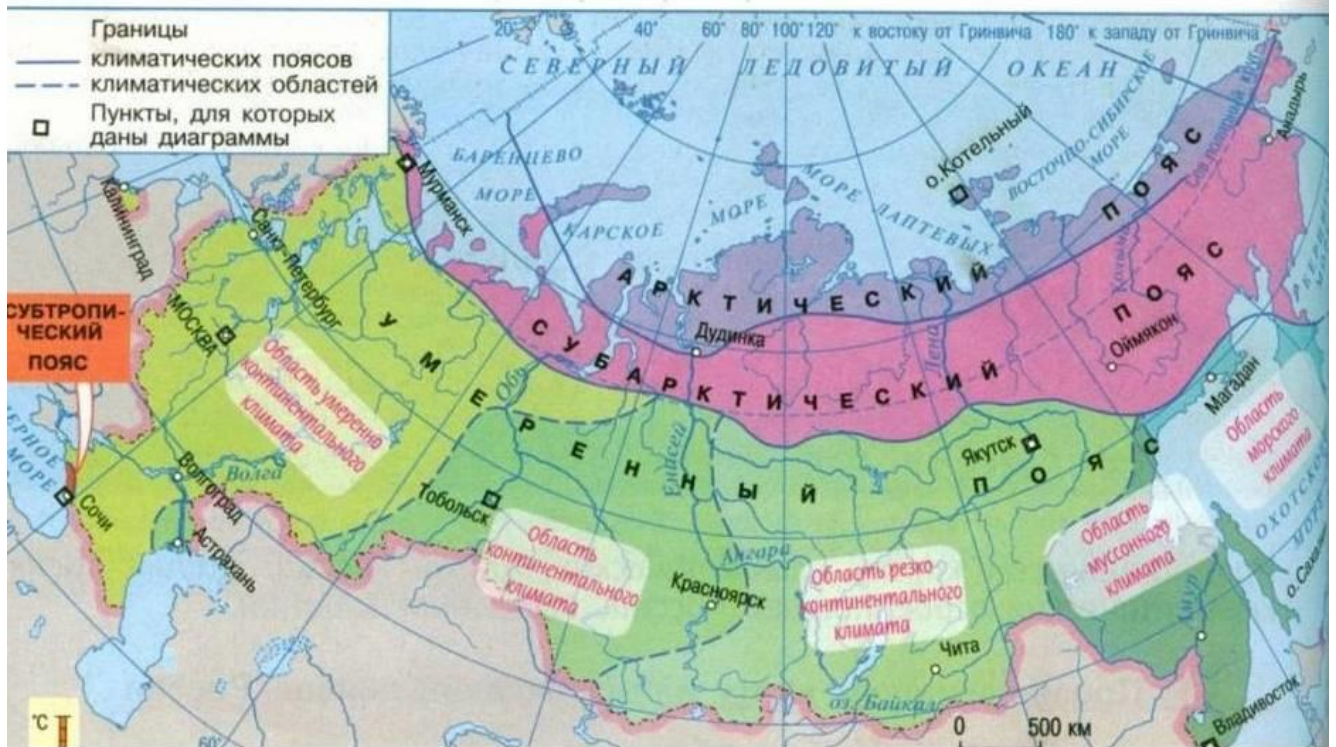 Границы
климатических поясов
климатических областей
Пункты, для которых
даны диаграммы
20°
40°
60° 80° 100° 120° к востоку от Гринвича 180° к западу от Гринвича
СЕВЕРНЫЙ ЛЕДОВИТЫЙ ОКЕАН
БАРЕНЦЕВО
МОРЕ
КАРСКОЕ
МОРЕ
МОРЕ ЛАПТЕВЫХ
ВОСТОЧНО-СИБИРСКОЕ
МОРЕ
о.Котельный
Анадырь
Мурманск
Калининград
Санкт-Петербург
МОСКВА
СУБТРОПИ-
ЧЕСКИЙ
ПОЯС
АРКТИЧЕСКИЙ ПОЯС
СУБАРКТИЧЕСКИЙ ПОЯС
УМЕРЕННЫЙ ПОЯС
Дудинка
Оймякон
Колыма
Лена
Обь
Енисей
Область умеренно
континентального
климата
Магадан
Область
морского
климата
МОРЕ
Сочи
Волгоград
Волга
Астрахань
Тобольск
Якутск
Область
континентального
климата
Ангара
Красноярск
Область резко
континентального
климата
Область
муссонного
климата
Амур
Чита
оз. Байкал
Владивосток
°C
60°
0 500 км